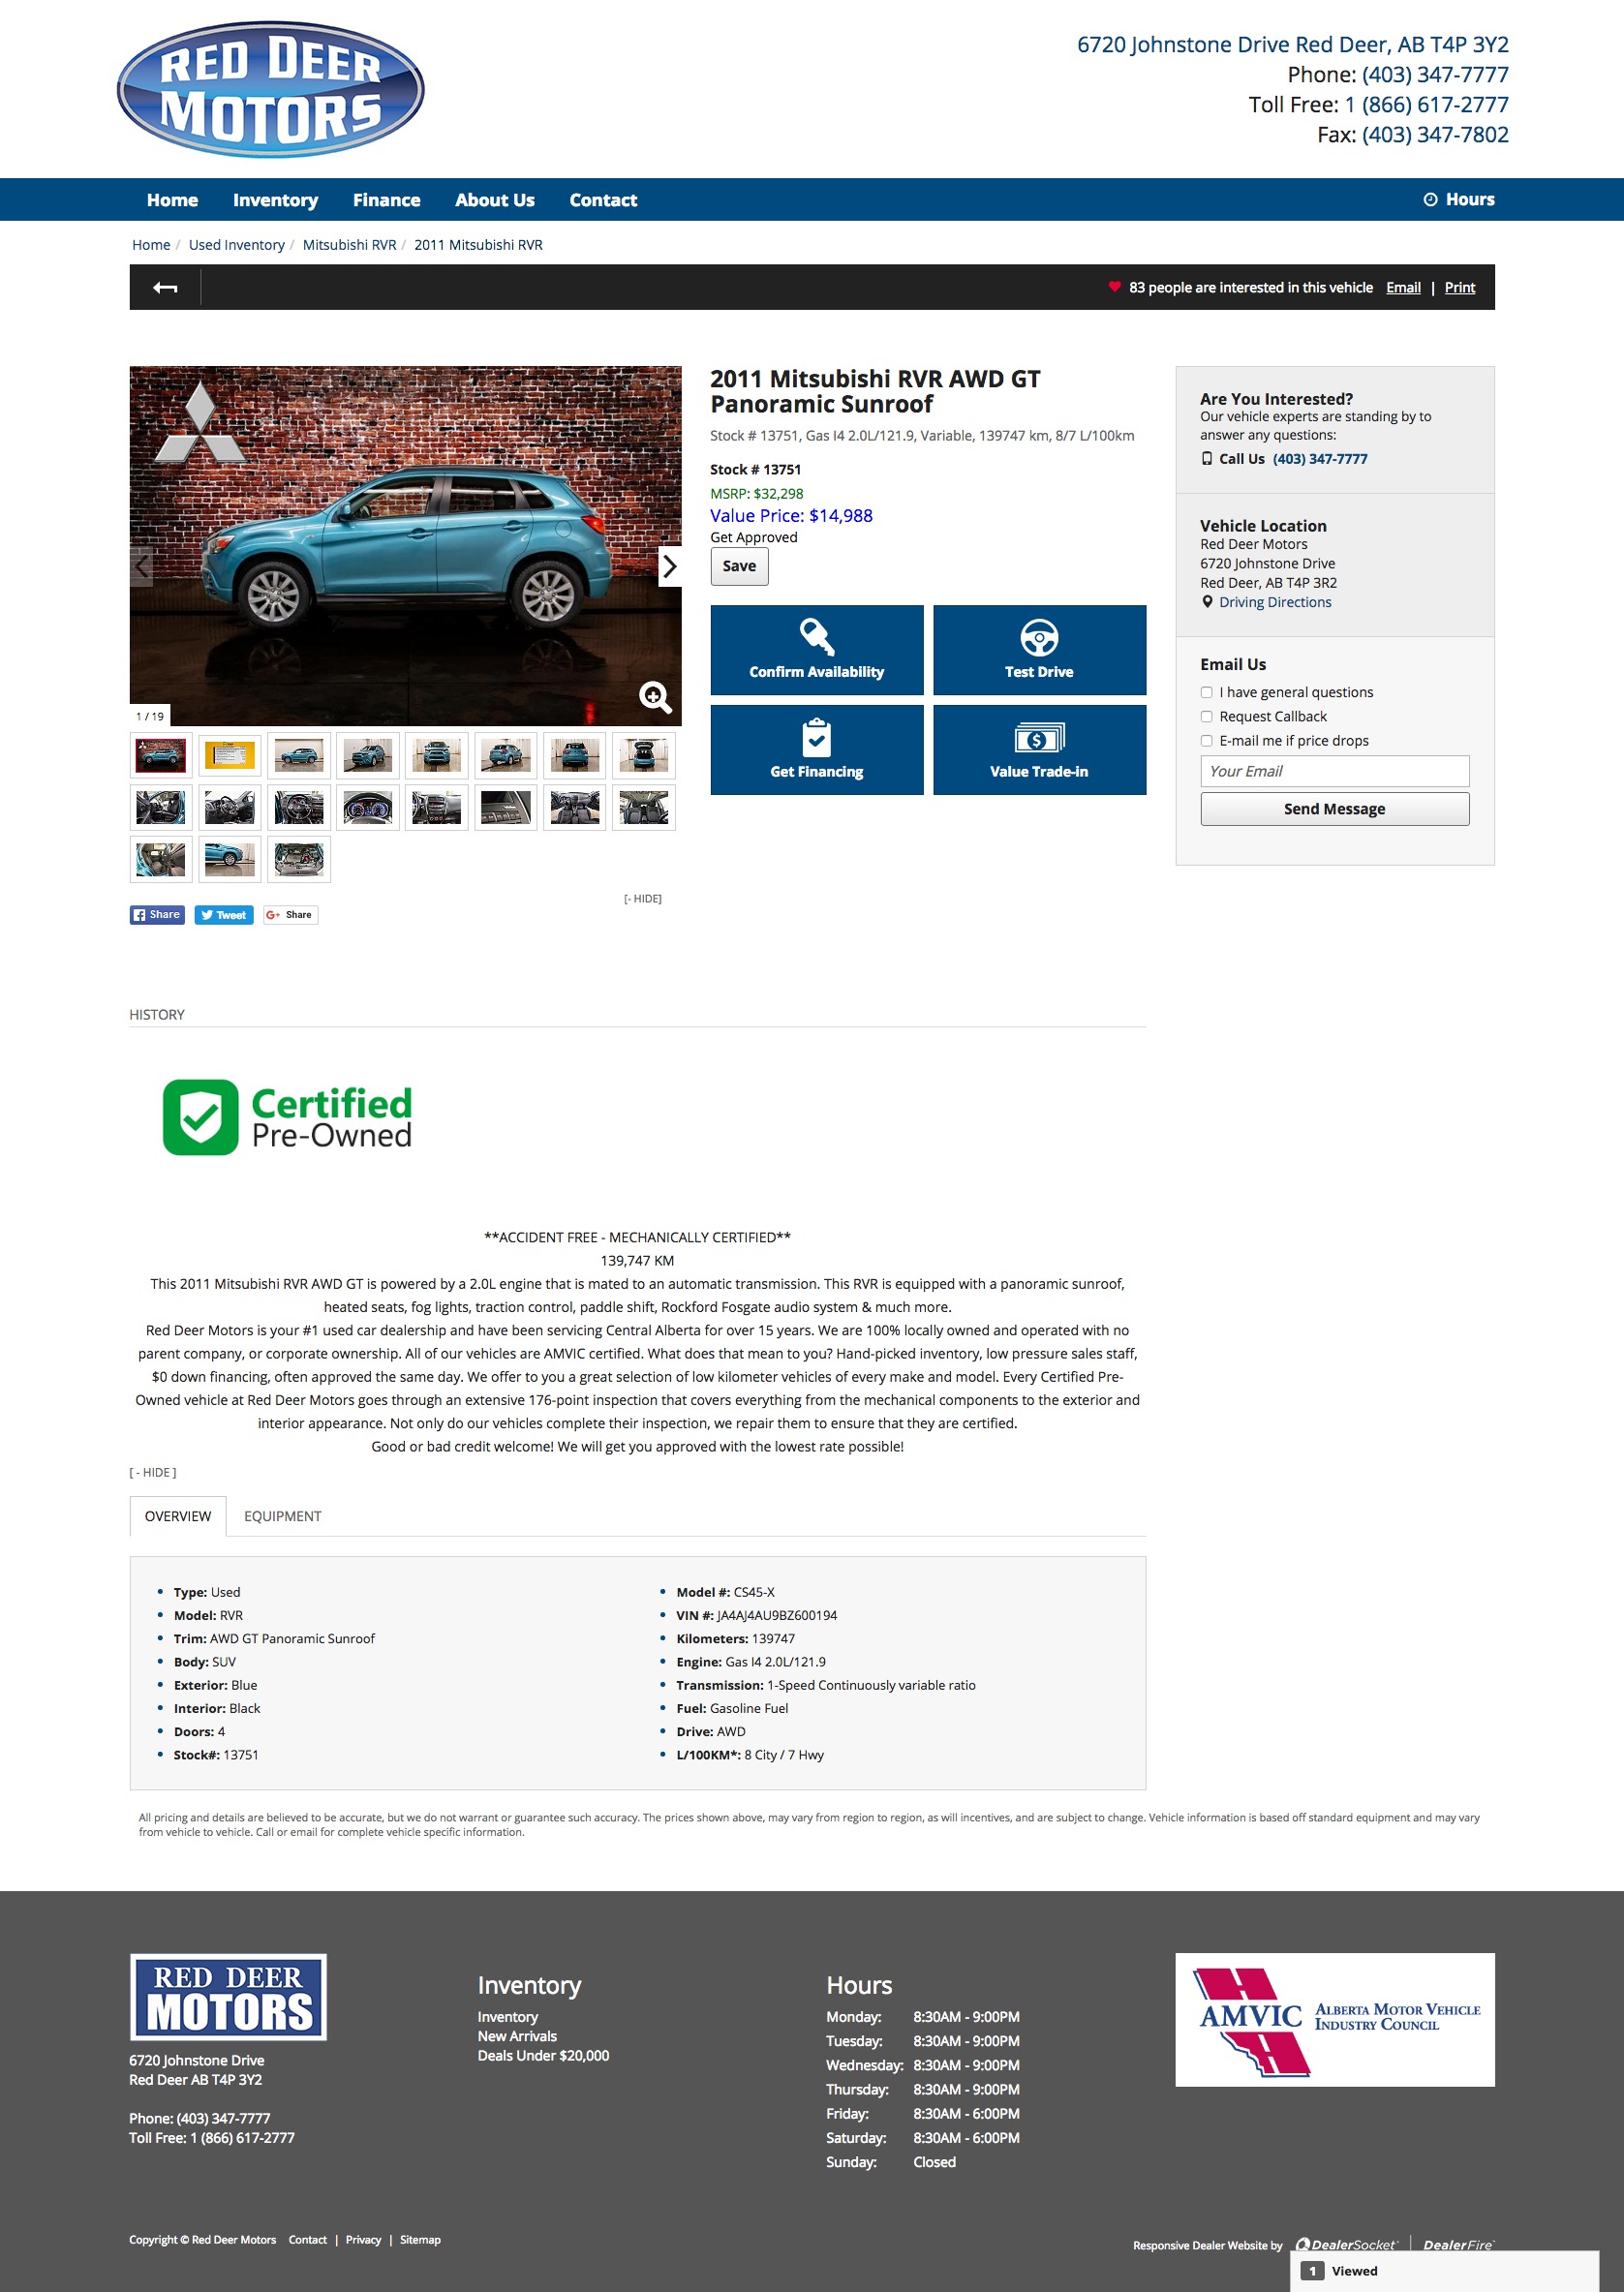 RED DEER
MOTORS
6720 Johnstone Drive Red Deer, AB T4P 3Y2
Phone: (403) 347-7777
Toll Free: 1 (866) 617-2777
Fax: (403) 347-7802
Home Inventory Finance About Us Contact Hours
Home / Used Inventory / Mitsubishi RVR / 2011 Mitsubishi RVR
83 people are interested in this vehicle Email | Print
2011 Mitsubishi RVR AWD GT
Panoramic Sunroof
Stock # 13751, Gas I4 2.0L/121.9, Variable, 139747 km, 8/7 L/100km
Stock # 13751
MSRP: $32,298
Value Price: $14,988
Get Approved
Save
Confirm Availability
Test Drive
Get Financing
Value Trade-in
1 / 19
[- HIDE]
Share Tweet G+ Share
Are You Interested?
Our vehicle experts are standing by to
answer any questions:
Call Us (403) 347-7777
Vehicle Location
Red Deer Motors
6720 Johnstone Drive
Red Deer, AB T4P 3R2
Driving Directions
Email Us
I have general questions
Request Callback
E-mail me if price drops
Your Email
Send Message
HISTORY
Certified
Pre-Owned
**ACCIDENT FREE - MECHANICALLY CERTIFIED**
139,747 KM
This 2011 Mitsubishi RVR AWD GT is powered by a 2.0L engine that is mated to an automatic transmission. This RVR is equipped with a panoramic sunroof,
heated seats, fog lights, traction control, paddle shift, Rockford Fosgate audio system & much more.
Red Deer Motors is your #1 used car dealership and have been servicing Central Alberta for over 15 years. We are 100% locally owned and operated with no
parent company, or corporate ownership. All of our vehicles are AMVIC certified. What does that mean to you? Hand-picked inventory, low pressure sales staff,
$0 down financing, often approved the same day. We offer to you a great selection of low kilometer vehicles of every make and model. Every Certified Pre-
Owned vehicle at Red Deer Motors goes through an extensive 176-point inspection that covers everything from the mechanical components to the exterior and
interior appearance. Not only do our vehicles complete their inspection, we repair them to ensure that they are certified.
Good or bad credit welcome! We will get you approved with the lowest rate possible!
[ - HIDE ]
OVERVIEW EQUIPMENT
Type: Used
Model: RVR
Trim: AWD GT Panoramic Sunroof
Body: SUV
Exterior: Blue
Interior: Black
Doors: 4
Stock#: 13751
Model #: CS45-X
VIN #: JA4AJ4AU9BZ600194
Kilometers: 139747
Engine: Gas I4 2.0L/121.9
Transmission: 1-Speed Continuously variable ratio
Fuel: Gasoline Fuel
Drive: AWD
L/100KM*: 8 City / 7 Hwy
All pricing and details are believed to be accurate, but we do not warrant or guarantee such accuracy. The prices shown above, may vary from region to region, as will incentives, and are subject to change. Vehicle information is based off standard equipment and may vary
from vehicle to vehicle. Call or email for complete vehicle specific information.
RED DEER
MOTORS
6720 Johnstone Drive
Red Deer AB T4P 3Y2
Phone: (403) 347-7777
Toll Free: 1 (866) 617-2777
Inventory
Inventory
New Arrivals
Deals Under $20,000
Hours
Monday: 8:30AM - 9:00PM
Tuesday: 8:30AM - 9:00PM
Wednesday: 8:30AM - 9:00PM
Thursday: 8:30AM - 9:00PM
Friday: 8:30AM - 6:00PM
Saturday: 8:30AM - 6:00PM
Sunday: Closed
AMVIC
ALBERTA MOTOR VEHICLE
INDUSTRY COUNCIL
Copyright © Red Deer Motors Contact | Privacy | Sitemap
Responsive Dealer Website by DealerSocket | DealerFire
1 Viewed